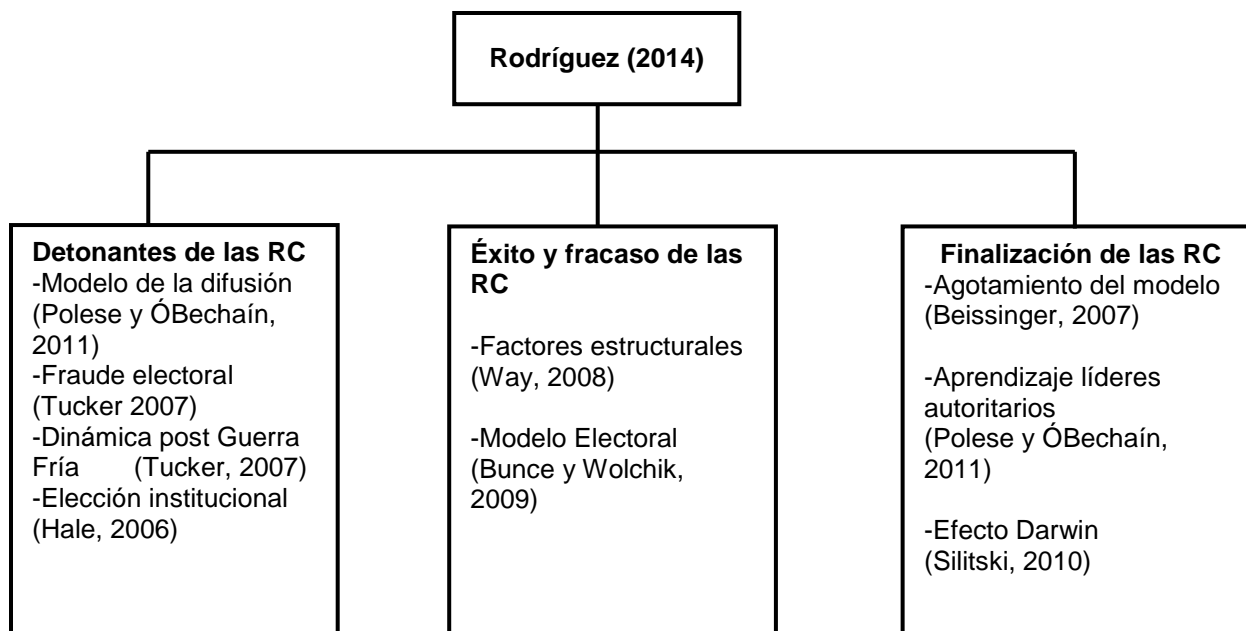 Rodríguez (2014)
Detonantes de las RC
-Modelo de la difusión
(Polese y ÓBechaín,
2011)
-Fraude electoral
(Tucker 2007)
-Dinámica post Guerra
Fría (Tucker, 2007)
-Elección institucional
(Hale, 2006)
Éxito y fracaso de las
RC
-Factores estructurales
(Way, 2008)
-Modelo Electoral
(Bunce y Wolchik,
2009)
Finalización de las RC
-Agotamiento del modelo
(Beissinger, 2007)
-Aprendizaje líderes
autoritarios
(Polese y ÓBechaín,
2011)
-Efecto Darwin
(Silitski, 2010)